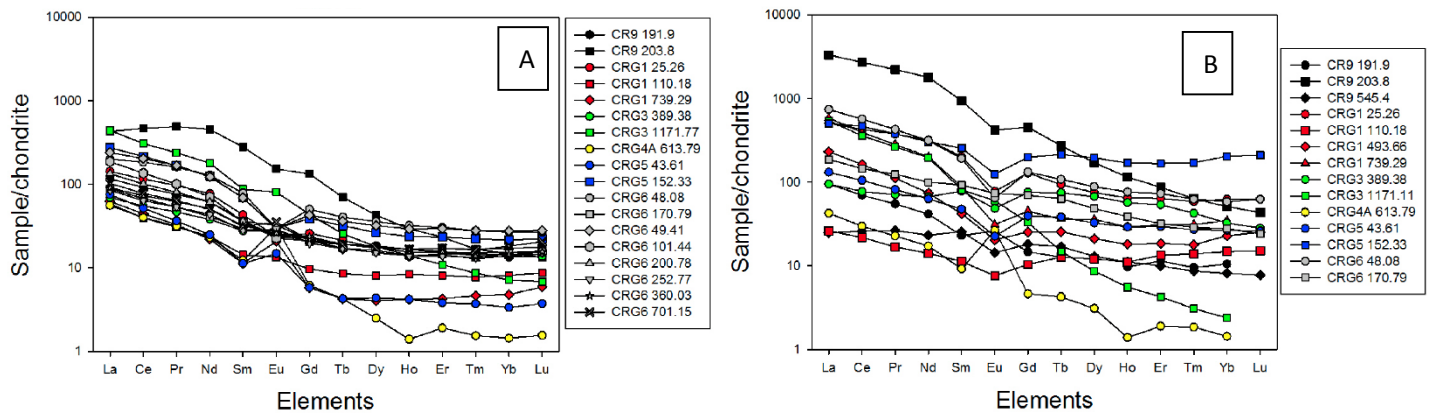 10000
1000
100
10
1
Sample/chondrite
La Ce Pr Nd Sm Eu Gd Tb Dy Ho Er Tm Yb Lu
Elements
A
CR9 191.9
CR9 203.8
CRG1 25.26
CRG1 110.18
CRG1 739.29
CRG3 389.38
CRG3 1171.77
CRG4A 613.79
CRG5 43.61
CRG5 152.33
CRG6 48.08
CRG6 170.79
CRG6 49.41
CRG6 101.44
CRG6 200.78
CRG6 252.77
CRG6 360.03
CRG6 701.15
10000
1000
100
10
1
Sample/chondrite
La Ce Pr Nd Sm Eu Gd Tb Dy Ho Er Tm Yb Lu
Elements
B
CR9 191.9
CR9 203.8
CR9 545.4
CRG1 25.26
CRG1 110.18
CRG1 493.66
CRG1 739.29
CRG3 389.38
CRG3 1171.11
CRG4A 613.79
CRG5 43.61
CRG5 152.33
CRG6 48.08
CRG6 170.79